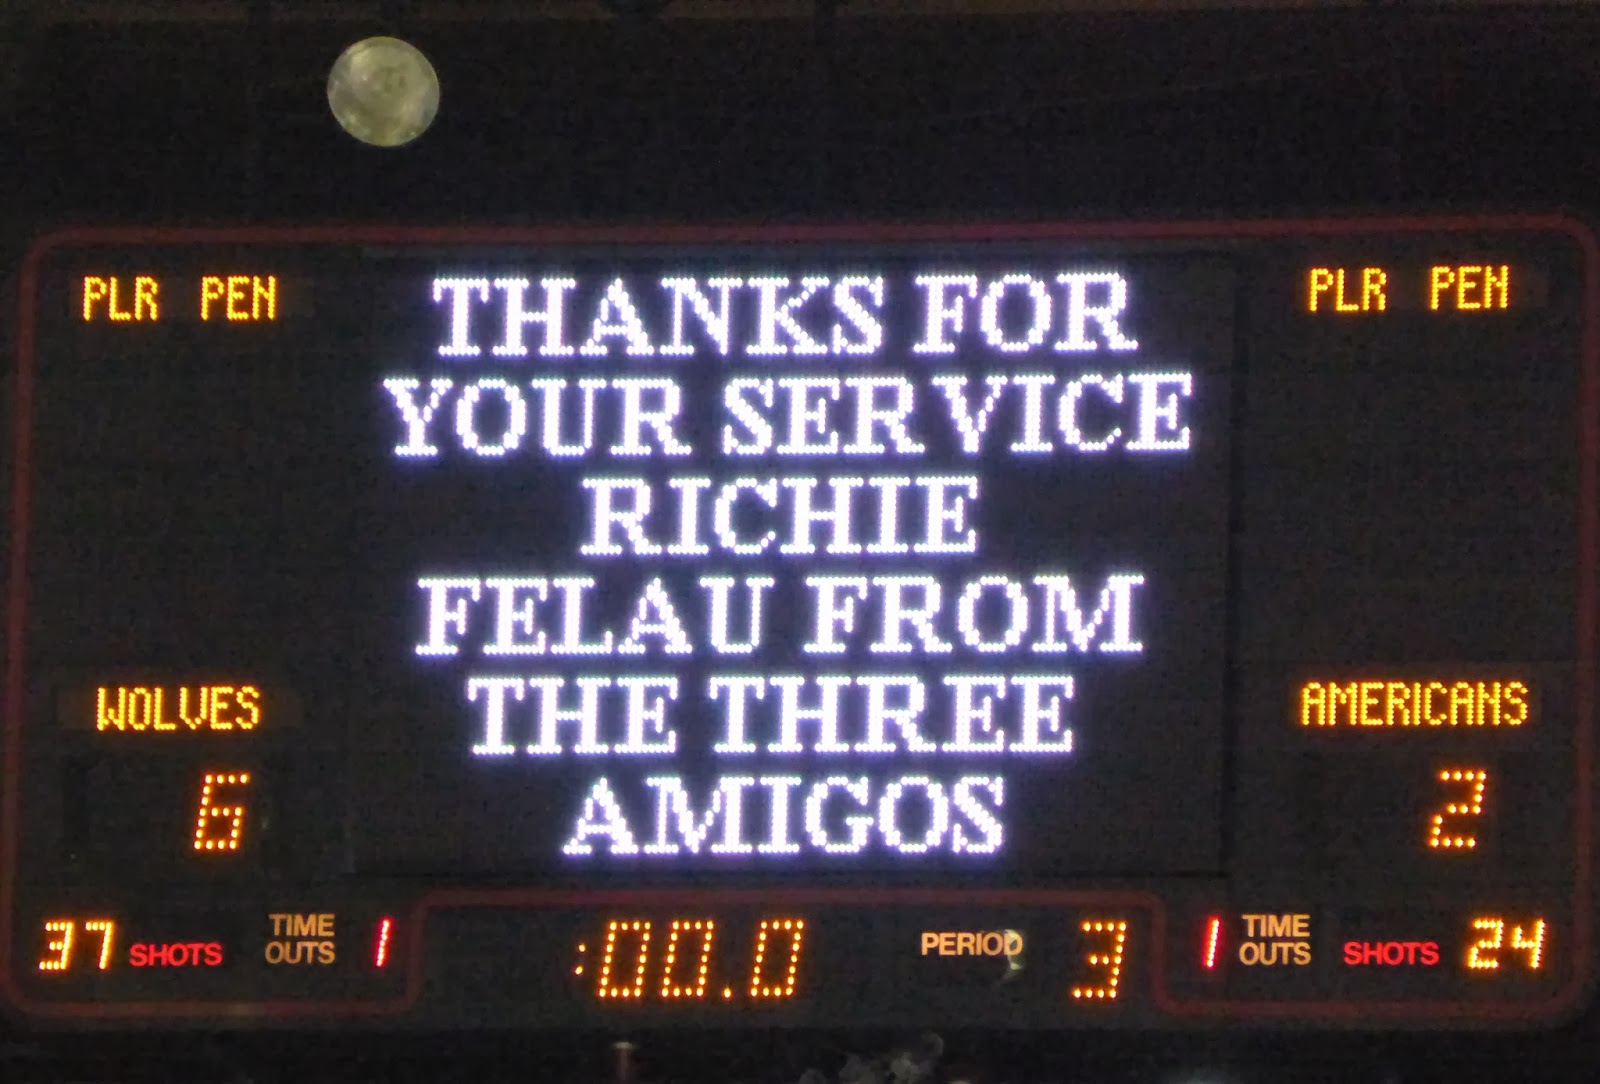 PLR PEN
THANKS FOR
YOUR SERVICE
RICHIE
FELAU FROM
THE THREE
AMIGOS
PLR PEN
WOLVES
6
AMERICANS
2
37 SHOTS
TIME
OUTS
1
:00.0
PERIOD 3
1
TIME
OUTS
SHOTS 24